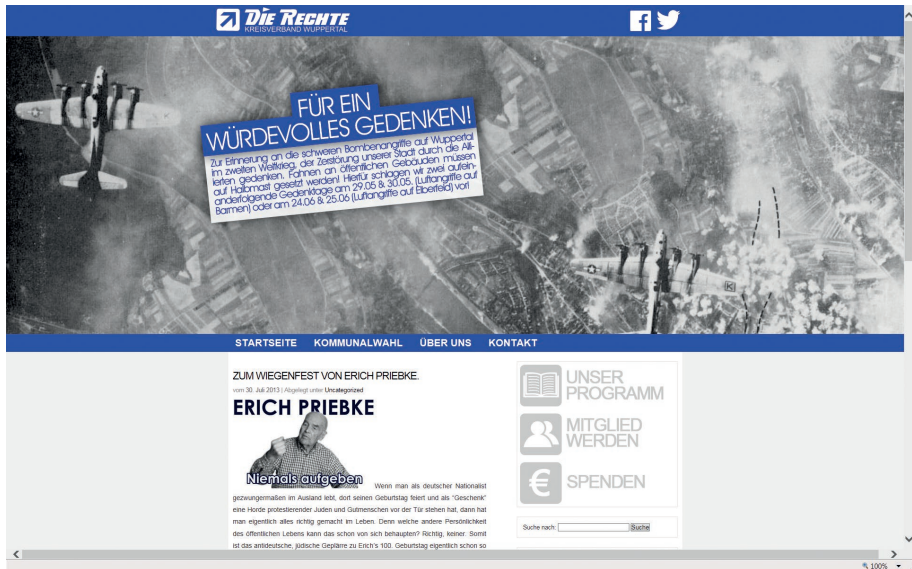 DIE RECHTE
KREISVERBAND WUPPERTAL
FÜR EIN
WÜRDEVOLLES GEDENKEN!
Zur Erinnerung an die schweren Bombenangriffe auf Wuppertal
im zweiten Weltkrieg, der Zerstörung unserer Stadt durch die Alli-
ierten gedenken. Fahnen an öffentlichen Gebäuden müssen
auf Halbmast gesetzt werden! Hierfür schlagen wir zwei aufein-
anderfolgende Gedenktage am 29.05 & 30.05. (Luftangriffe auf
Barmen) oder am 24.06 & 25.06 (Luftangriffe auf Elberfeld) vor!
STARTSEITE KOMMUNALWAHL ÜBER UNS KONTAKT
ZUM WIEGENFEST VON ERICH PRIEBKE.
vom 30. Juli 2013 | Abgelegt unter Uncategorized
ERICH PRIEBKE
Niemals aufgeben
Wenn man als deutscher Nationalist
gezwungermaßen im Ausland lebt, dort seinen Geburtstag feiert und als "Geschenk"
eine Horde protestierender Juden und Gutmenschen vor der Tür stehen hat, dann hat
man eigentlich alles richtig gemacht im Leben. Denn welche andere Persönlichkeit
des öffentlichen Lebens kann das schon von sich behaupten? Richtig, keiner. Somit
ist das antideutsche, jüdische Geplärre zu Erich's 100. Geburtstag eigentlich schon so
UNSER
PROGRAMM
MITGLIED
WERDEN
SPENDEN
Suche nach: Suche
100%